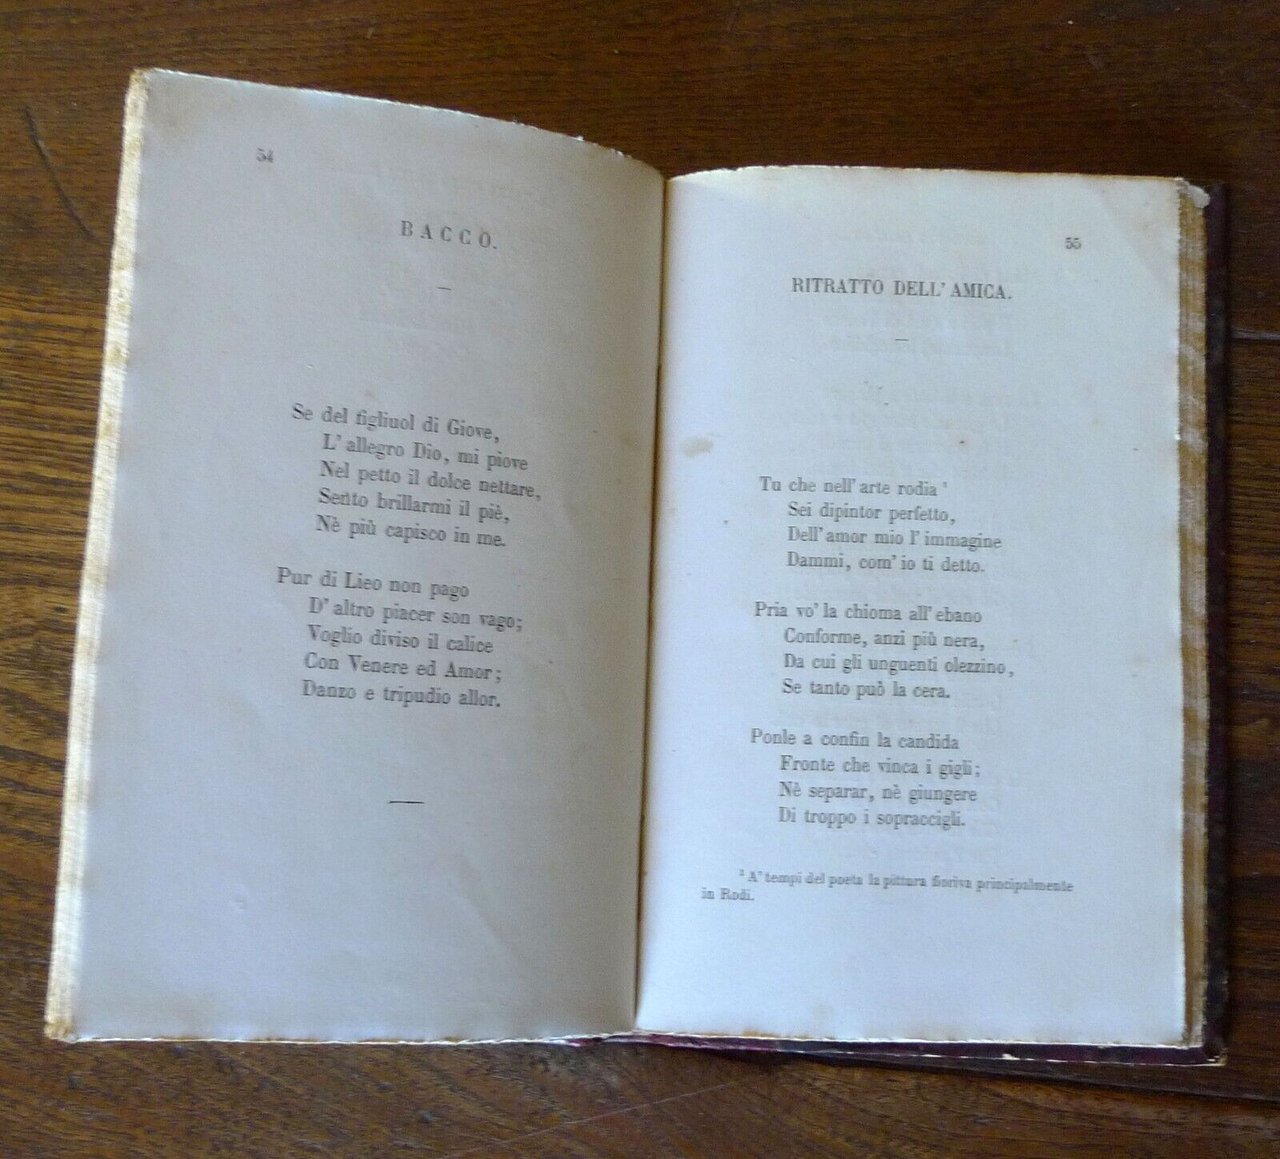 54
BACCO.
Se del figliuol di Giove,
L' allegro Dio, mi piove
Nel petto il dolce nettare,
Sento brillarmi il piè,
Nè più capisco in me.
Pur di Lieo non pago
D' altro piacer son vago;
Voglio diviso il calice
Con Venere ed Amor;
Danzo e tripudio allor.
55
RITRATTO DELL' AMICA.
Tu che nell' arte rodia ¹
Sei dipintor perfetto,
Dell' amor mio l' immagine
Dammi, com' io ti detto.
Pria vo' la chioma all' ebano
Conforme, anzi più nera,
Da cui gli unguenti olezzino,
Se tanto può la cera.
Ponle a confin la candida
Fronte che vinca i gigli;
Nè separar, nè giungere
Di troppo i sopraccigli.
¹ A' tempi del poeta la pittura fioriva principalmente
in Rodi.